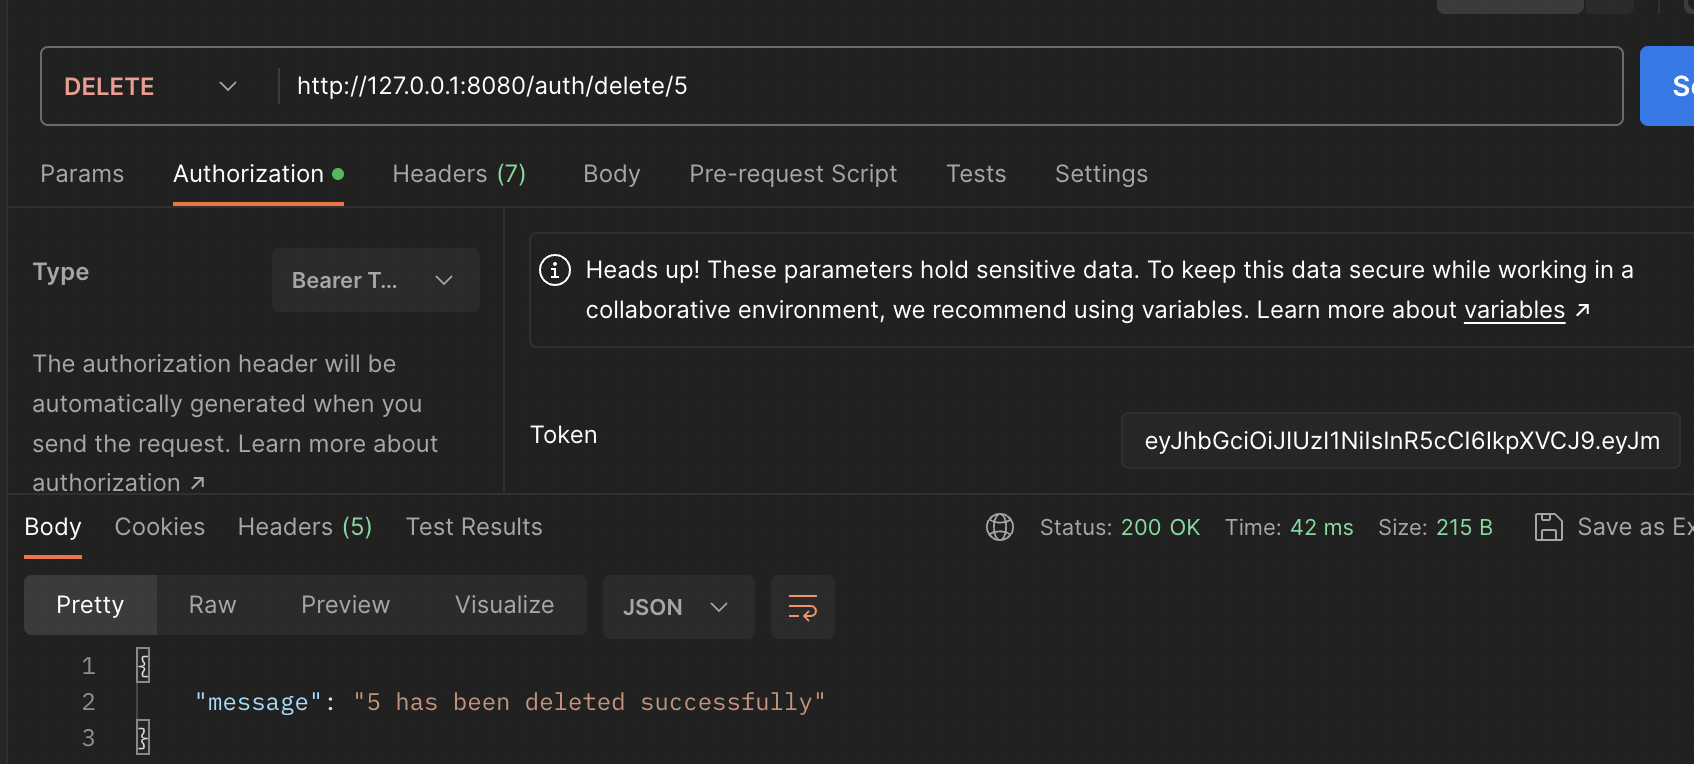 DELETE
http://127.0.0.1:8080/auth/delete/5
Params Authorization Headers (7) Body Pre-request Script Tests Settings
Type
Bearer T...
Heads up! These parameters hold sensitive data. To keep this data secure while working in a
collaborative environment, we recommend using variables. Learn more about variables ↗
The authorization header will be
automatically generated when you
send the request. Learn more about
authorization ↗
Token
eyJhbGciOiJIUzI1NiIsInR5cCI6IkpXVCJ9.eyJm
Body Cookies Headers (5) Test Results
Status: 200 OK Time: 42 ms Size: 215 B Save as Ex
Pretty Raw Preview Visualize JSON
1 {
2 "message": "5 has been deleted successfully"
3 }